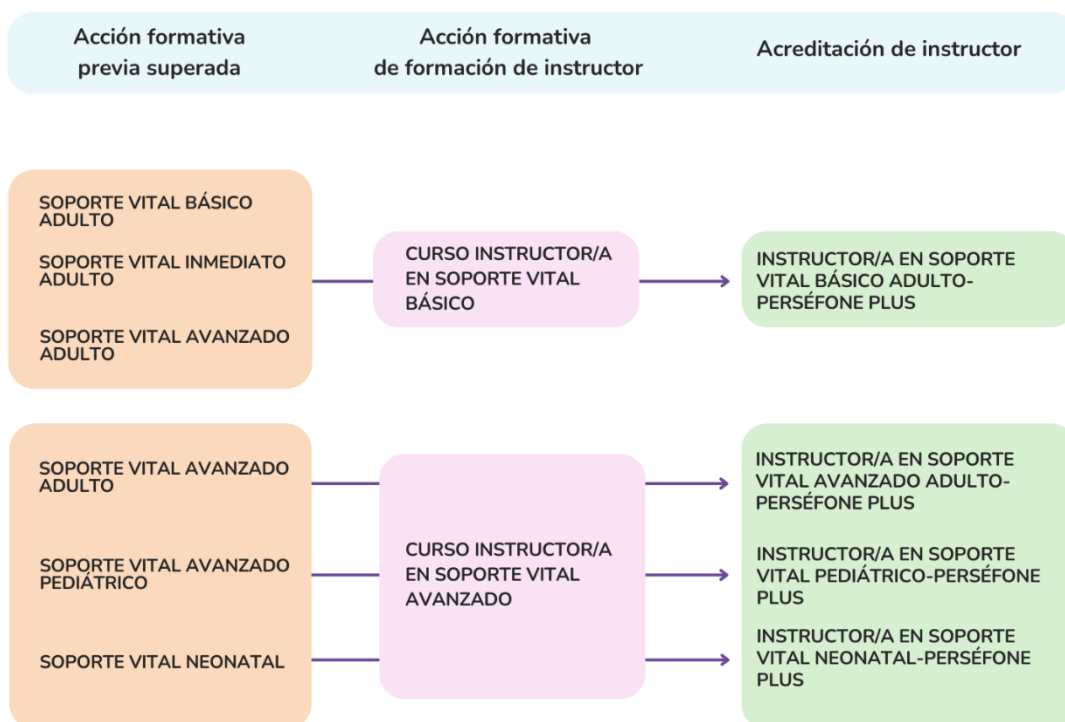 Acción formativa
previa superada
Acción formativa
de formación de instructor
Acreditación de instructor
SOPORTE VITAL BÁSICO
ADULTO
SOPORTE VITAL INMEDIATO
ADULTO
SOPORTE VITAL AVANZADO
ADULTO
CURSO INSTRUCTOR/A
EN SOPORTE VITAL
BÁSICO
INSTRUCTOR/A EN SOPORTE
VITAL BÁSICO ADULTO-
PERSÉFONE PLUS
SOPORTE VITAL AVANZADO
ADULTO
SOPORTE VITAL AVANZADO
PEDIÁTRICO
SOPORTE VITAL NEONATAL
CURSO INSTRUCTOR/A
EN SOPORTE VITAL
AVANZADO
INSTRUCTOR/A EN SOPORTE
VITAL AVANZADO ADULTO-
PERSÉFONE PLUS
INSTRUCTOR/A EN SOPORTE
VITAL PEDIÁTRICO-PERSÉFONE
PLUS
INSTRUCTOR/A EN SOPORTE
VITAL NEONATAL-PERSÉFONE
PLUS